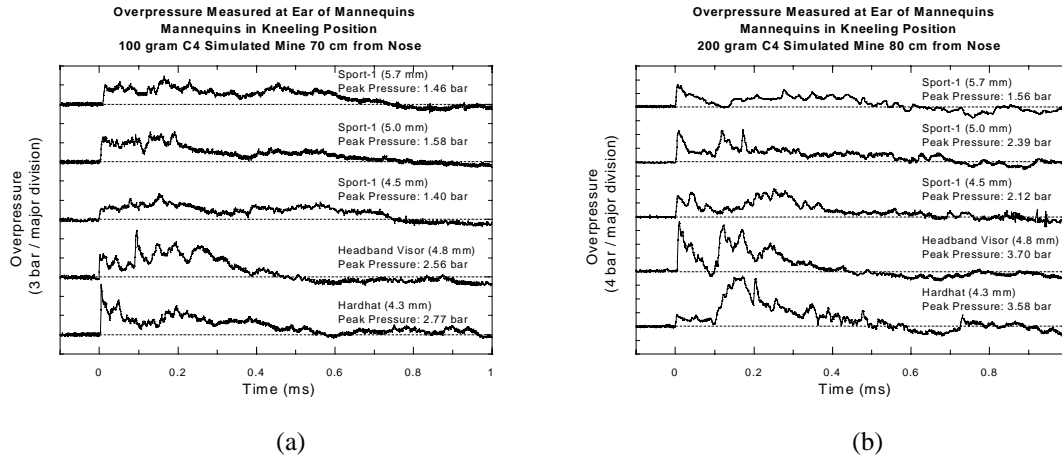 Overpressure Measured at Ear of Mannequins
Mannequins in Kneeling Position
100 gram C4 Simulated Mine 70 cm from Nose
Overpressure
(3 bar / major division)
Sport-1 (5.7 mm)
Peak Pressure: 1.46 bar
Sport-1 (5.0 mm)
Peak Pressure: 1.58 bar
Sport-1 (4.5 mm)
Peak Pressure: 1.40 bar
Headband Visor (4.8 mm)
Peak Pressure: 2.56 bar
Hardhat (4.3 mm)
Peak Pressure: 2.77 bar
0 0.2 0.4 0.6 0.8 1
Time (ms)
(a)
Overpressure Measured at Ear of Mannequins
Mannequins in Kneeling Position
200 gram C4 Simulated Mine 80 cm from Nose
Overpressure
(4 bar / major division)
Sport-1 (5.7 mm)
Peak Pressure: 1.56 bar
Sport-1 (5.0 mm)
Peak Pressure: 2.39 bar
Sport-1 (4.5 mm)
Peak Pressure: 2.12 bar
Headband Visor (4.8 mm)
Peak Pressure: 3.70 bar
Hardhat (4.3 mm)
Peak Pressure: 3.58 bar
0 0.2 0.4 0.6 0.8
Time (ms)
(b)